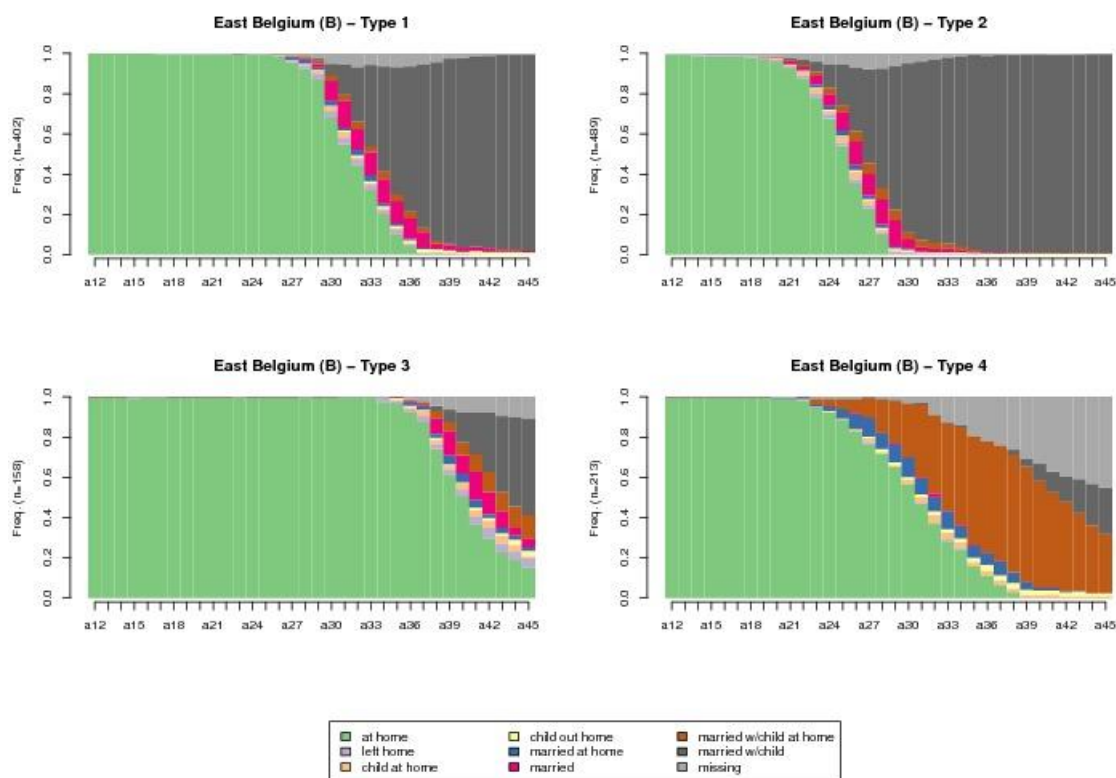 East Belgium (B) – Type 1
Freq. (n=402)
0.0 0.2 0.4 0.6 0.8 1.0
a12 a15 a18 a21 a24 a27 a30 a33 a36 a39 a42 a45
East Belgium (B) – Type 2
Freq. (n=489)
0.0 0.2 0.4 0.6 0.8 1.0
a12 a15 a18 a21 a24 a27 a30 a33 a36 a39 a42 a45
East Belgium (B) – Type 3
Freq. (n=158)
0.0 0.2 0.4 0.6 0.8 1.0
a12 a15 a18 a21 a24 a27 a30 a33 a36 a39 a42 a45
East Belgium (B) – Type 4
Freq. (n=213)
0.0 0.2 0.4 0.6 0.8 1.0
a12 a15 a18 a21 a24 a27 a30 a33 a36 a39 a42 a45
at home
left home
child at home
child out home
married at home
married
married w/child at home
married w/child
missing